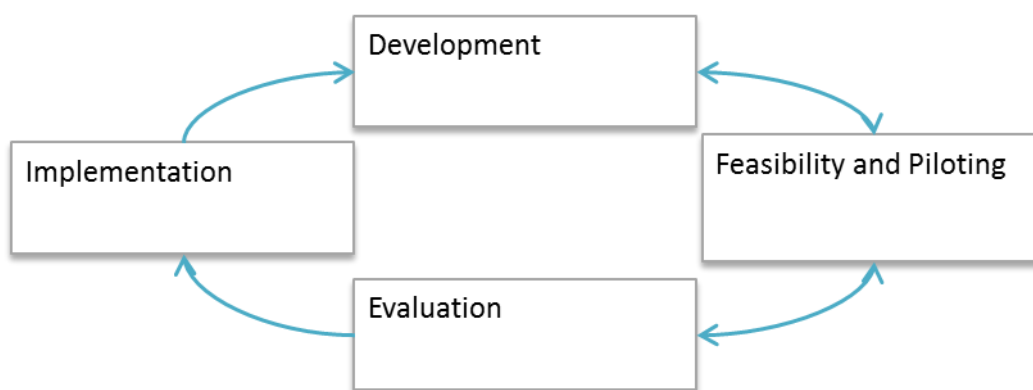 Development
Implementation
Feasibility and Piloting
Evaluation